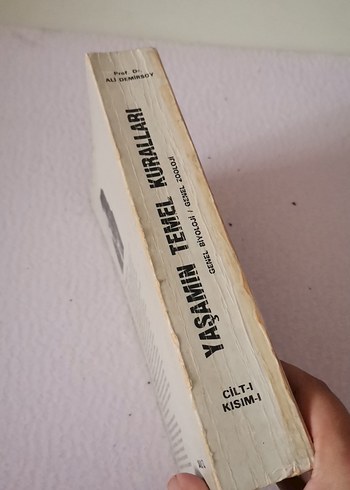 Prof. Dr.
ALİ DEMİRSOY
YAŞAMIN TEMEL KURALLARI
GENEL BİYOLOJİ / GENEL ZOOLOJİ
CİLT-I
KISIM-I